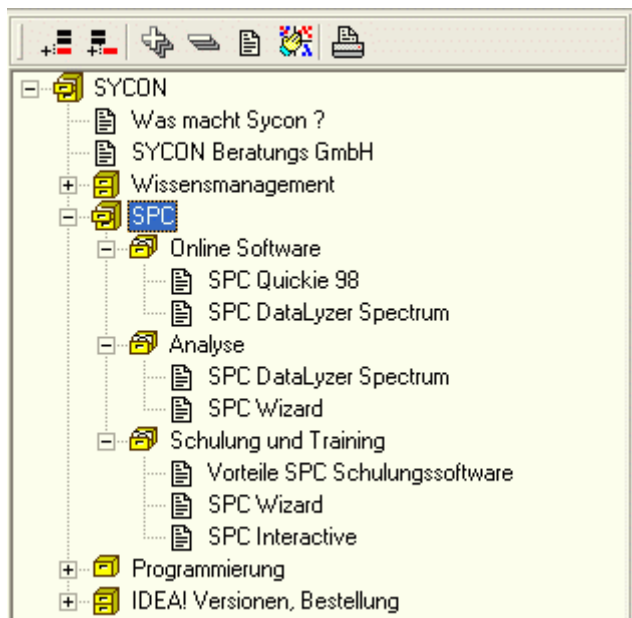 SYCON
Was macht Sycon ?
SYCON Beratungs GmbH
Wissensmanagement
SPC
Online Software
SPC Quickie 98
SPC DataLyzer Spectrum
Analyse
SPC DataLyzer Spectrum
SPC Wizard
Schulung und Training
Vorteile SPC Schulungssoftware
SPC Wizard
SPC Interactive
Programmierung
IDEA! Versionen, Bestellung